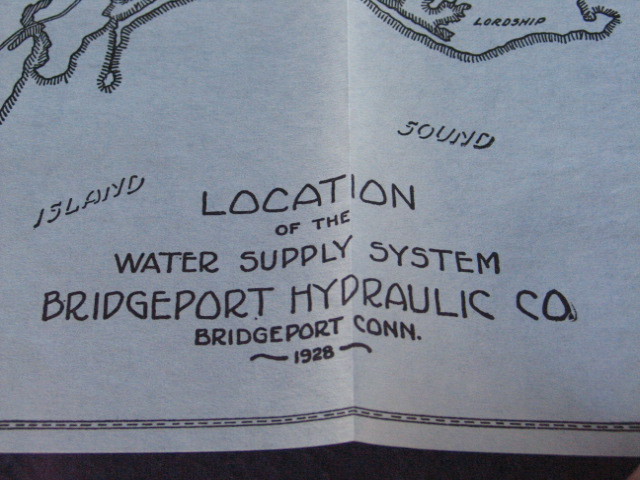 LORDSHIP
SOUND
ISLAND
LOCATION
OF THE
WATER SUPPLY SYSTEM
BRIDGEPORT HYDRAULIC CO.
BRIDGEPORT CONN.
1928